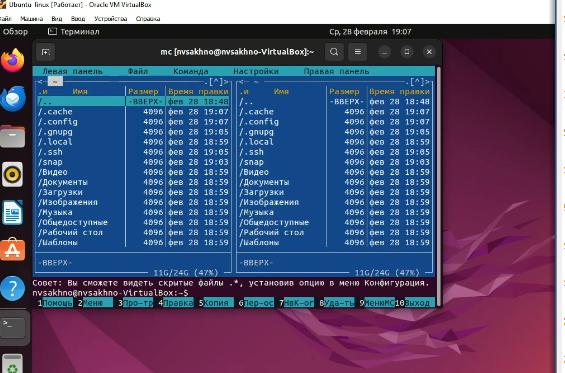 Ubuntu_linux [Работает] - Oracle VM VirtualBox
Файл Машина Вид Ввод Устройства Справка
Обзор Терминал Ср, 28 февраля 19:07
mc [nvsakhno@nvsakhno-VirtualBox]:~
Левая панель Файл Команда Настройки Правая панель
<- ~ .[^]> <- ~ .[^]>
.и Имя Размер Время правки .и Имя Размер Время правки
/.. -ВВЕРХ- фев 28 18:48 /.. -ВВЕРХ- фев 28 18:48
/.cache 4096 фев 28 19:07 /.cache 4096 фев 28 19:07
/.config 4096 фев 28 19:07 /.config 4096 фев 28 19:07
/.gnupg 4096 фев 28 19:05 /.gnupg 4096 фев 28 19:05
/.local 4096 фев 28 18:59 /.local 4096 фев 28 18:59
/.ssh 4096 фев 28 19:05 /.ssh 4096 фев 28 19:05
/snap 4096 фев 28 19:03 /snap 4096 фев 28 19:03
/Видео 4096 фев 28 18:59 /Видео 4096 фев 28 18:59
/Документы 4096 фев 28 18:59 /Документы 4096 фев 28 18:59
/Загрузки 4096 фев 28 18:59 /Загрузки 4096 фев 28 18:59
/Изображения 4096 фев 28 18:59 /Изображения 4096 фев 28 18:59
/Музыка 4096 фев 28 18:59 /Музыка 4096 фев 28 18:59
/Общедоступные 4096 фев 28 18:59 /Общедоступные 4096 фев 28 18:59
/Рабочий стол 4096 фев 28 18:59 /Рабочий стол 4096 фев 28 18:59
/Шаблоны 4096 фев 28 18:59 /Шаблоны 4096 фев 28 18:59
-ВВЕРХ- -ВВЕРХ-
11G/24G (47%) 11G/24G (47%)
Совет: Вы сможете видеть скрытые файлы .*, установив опцию в меню Конфигурация.
nvsakhno@nvsakhno-VirtualBox:~$
1Помощь 2Меню 3Про~тр 4Правка 5Копия 6Пер~ос 7НвК~ог 8Уда~ть 9МенюMC 10Выход